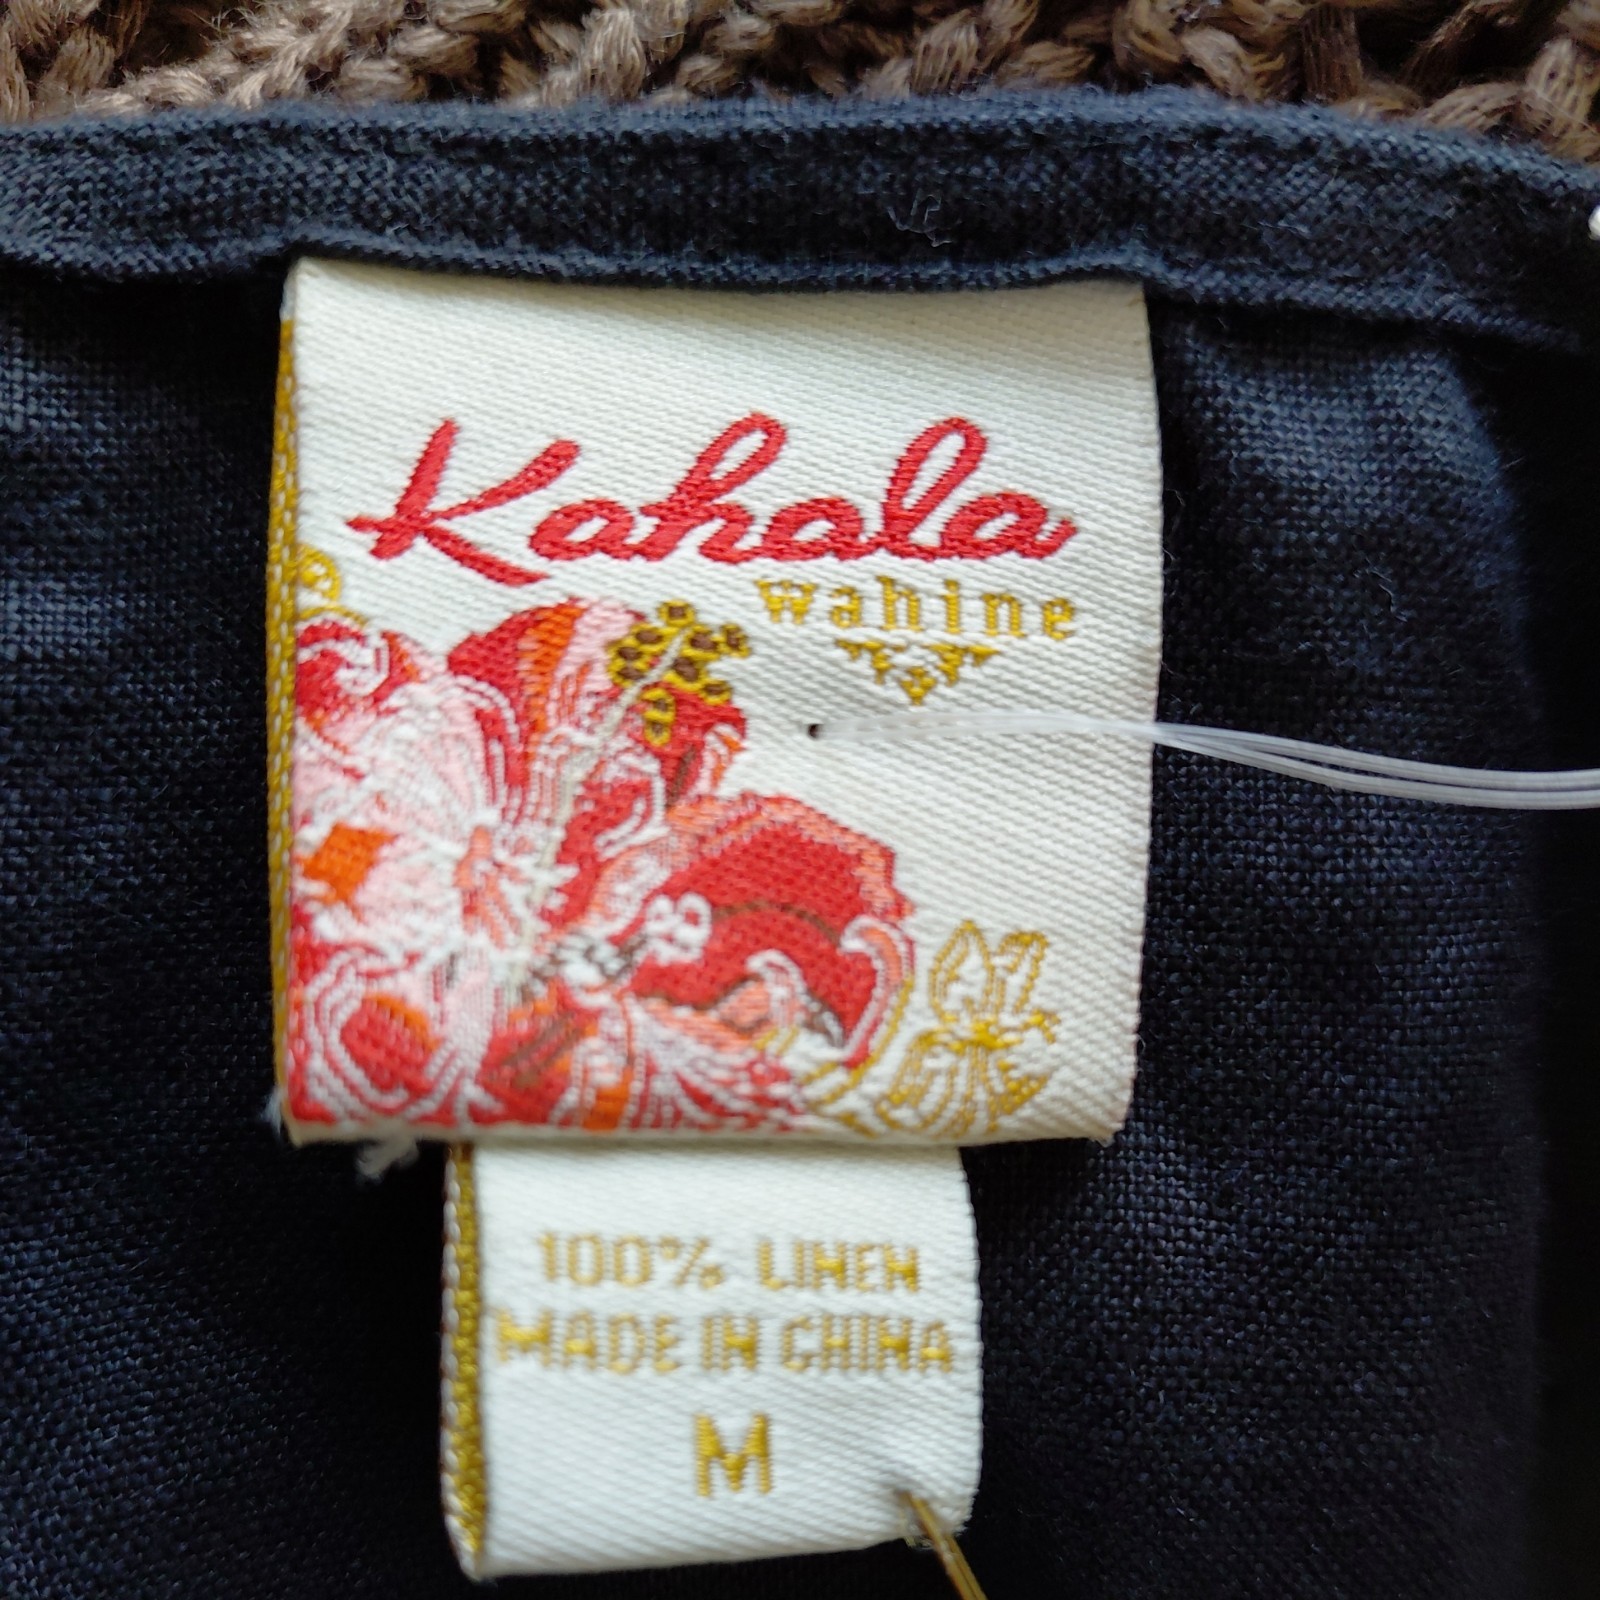 Kahala
wahine
100% LINEN
MADE IN CHINA
M